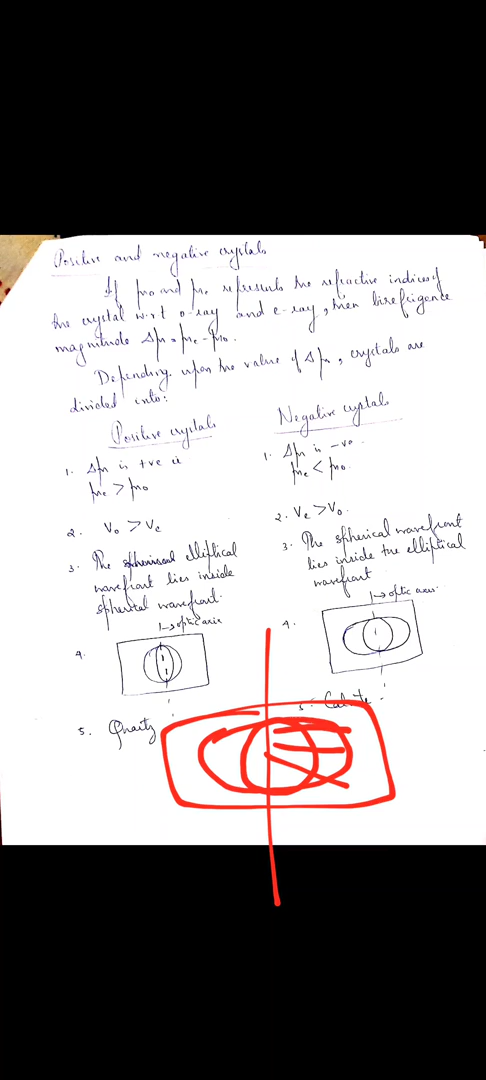 Positive and negative crystals
If μo and μe represents the refractive indices of
the crystal w.r.t o-ray and e-ray, then birefrigence
magnitude Δμ = μe - μo.
Depending upon the value of Δμ, crystals are
divided into:
Positive crystals
1. Δμ is +ve ie
μe > μo
2. Vo > Ve
3. The elliptical
wavefront lies inside
spherical wavefront.
1→ optic axis
4.
5. Quartz
Negative crystals
1. Δμ is -ve
μe < μo.
2. Ve > Vo.
3. The spherical wavefront
lies inside the elliptical
wavefront
1→ optic axis
4.
5. Calcite